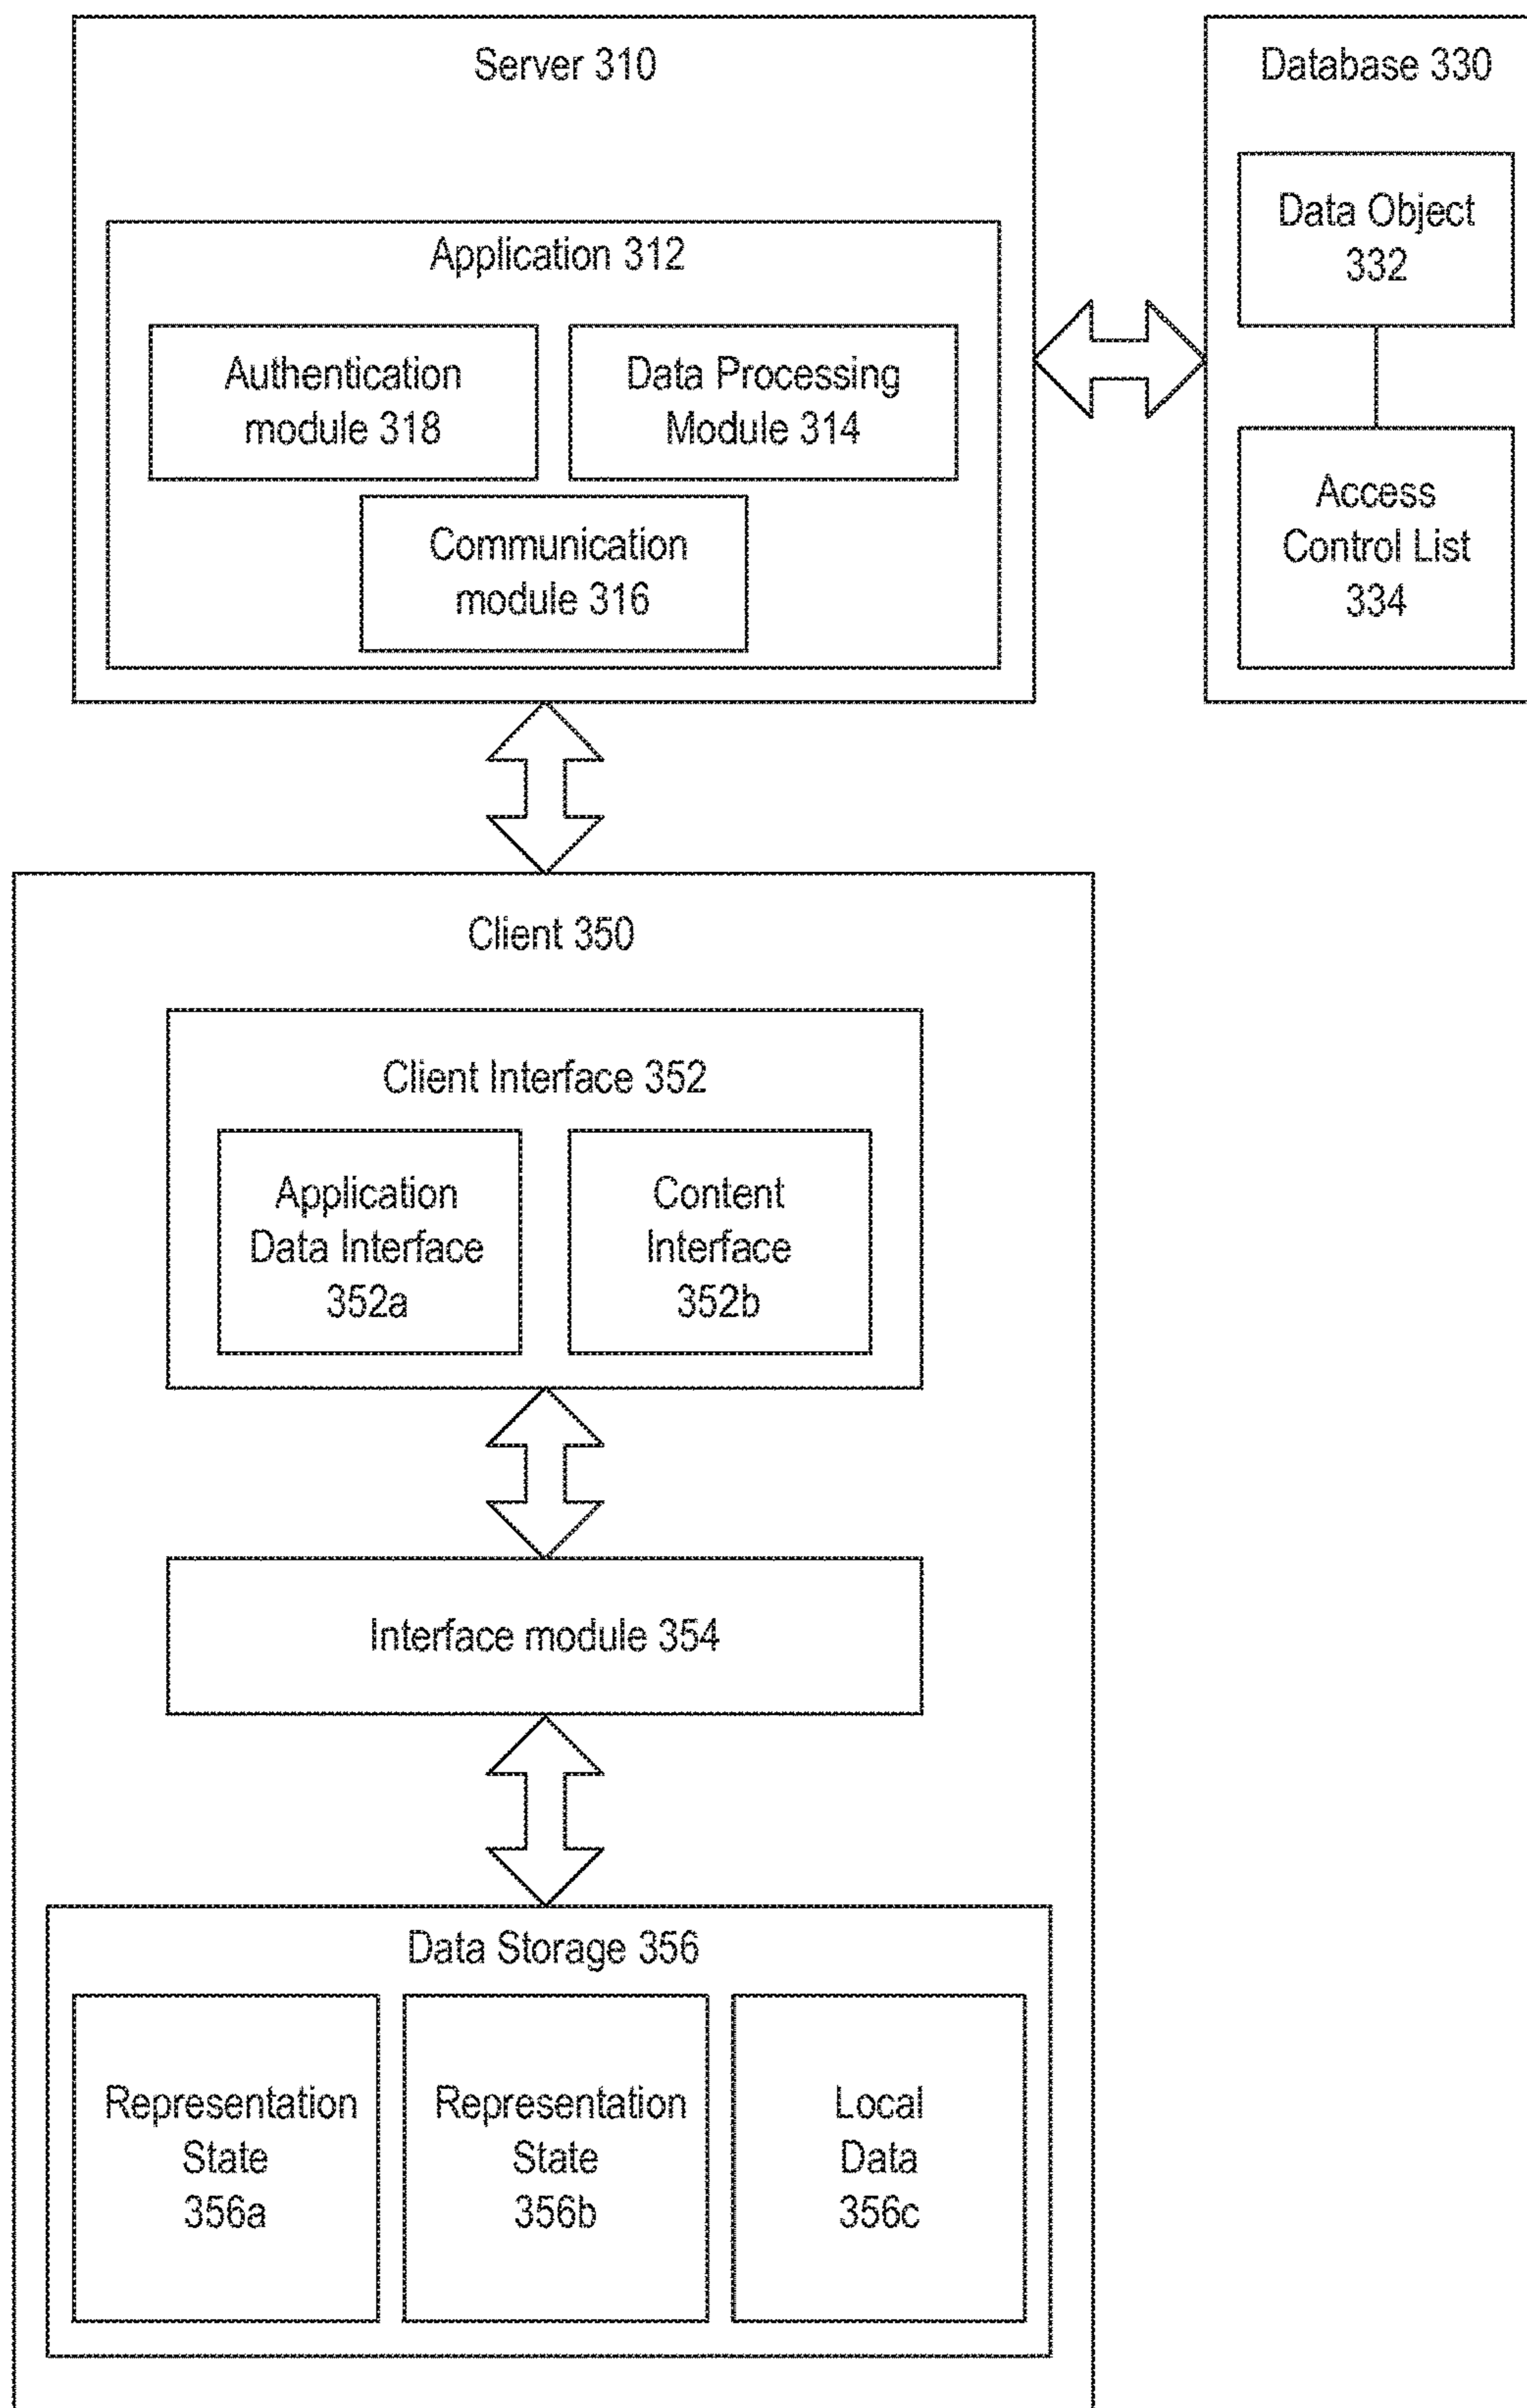 Server 310
Application 312
Authentication
module 318
Data Processing
Module 314
Communication
module 316
Database 330
Data Object
332
Access
Control List
334
Client 350
Client Interface 352
Application
Data Interface
352a
Content
Interface
352b
Interface module 354
Data Storage 356
Representation
State
356a
Representation
State
356b
Local
Data
356c